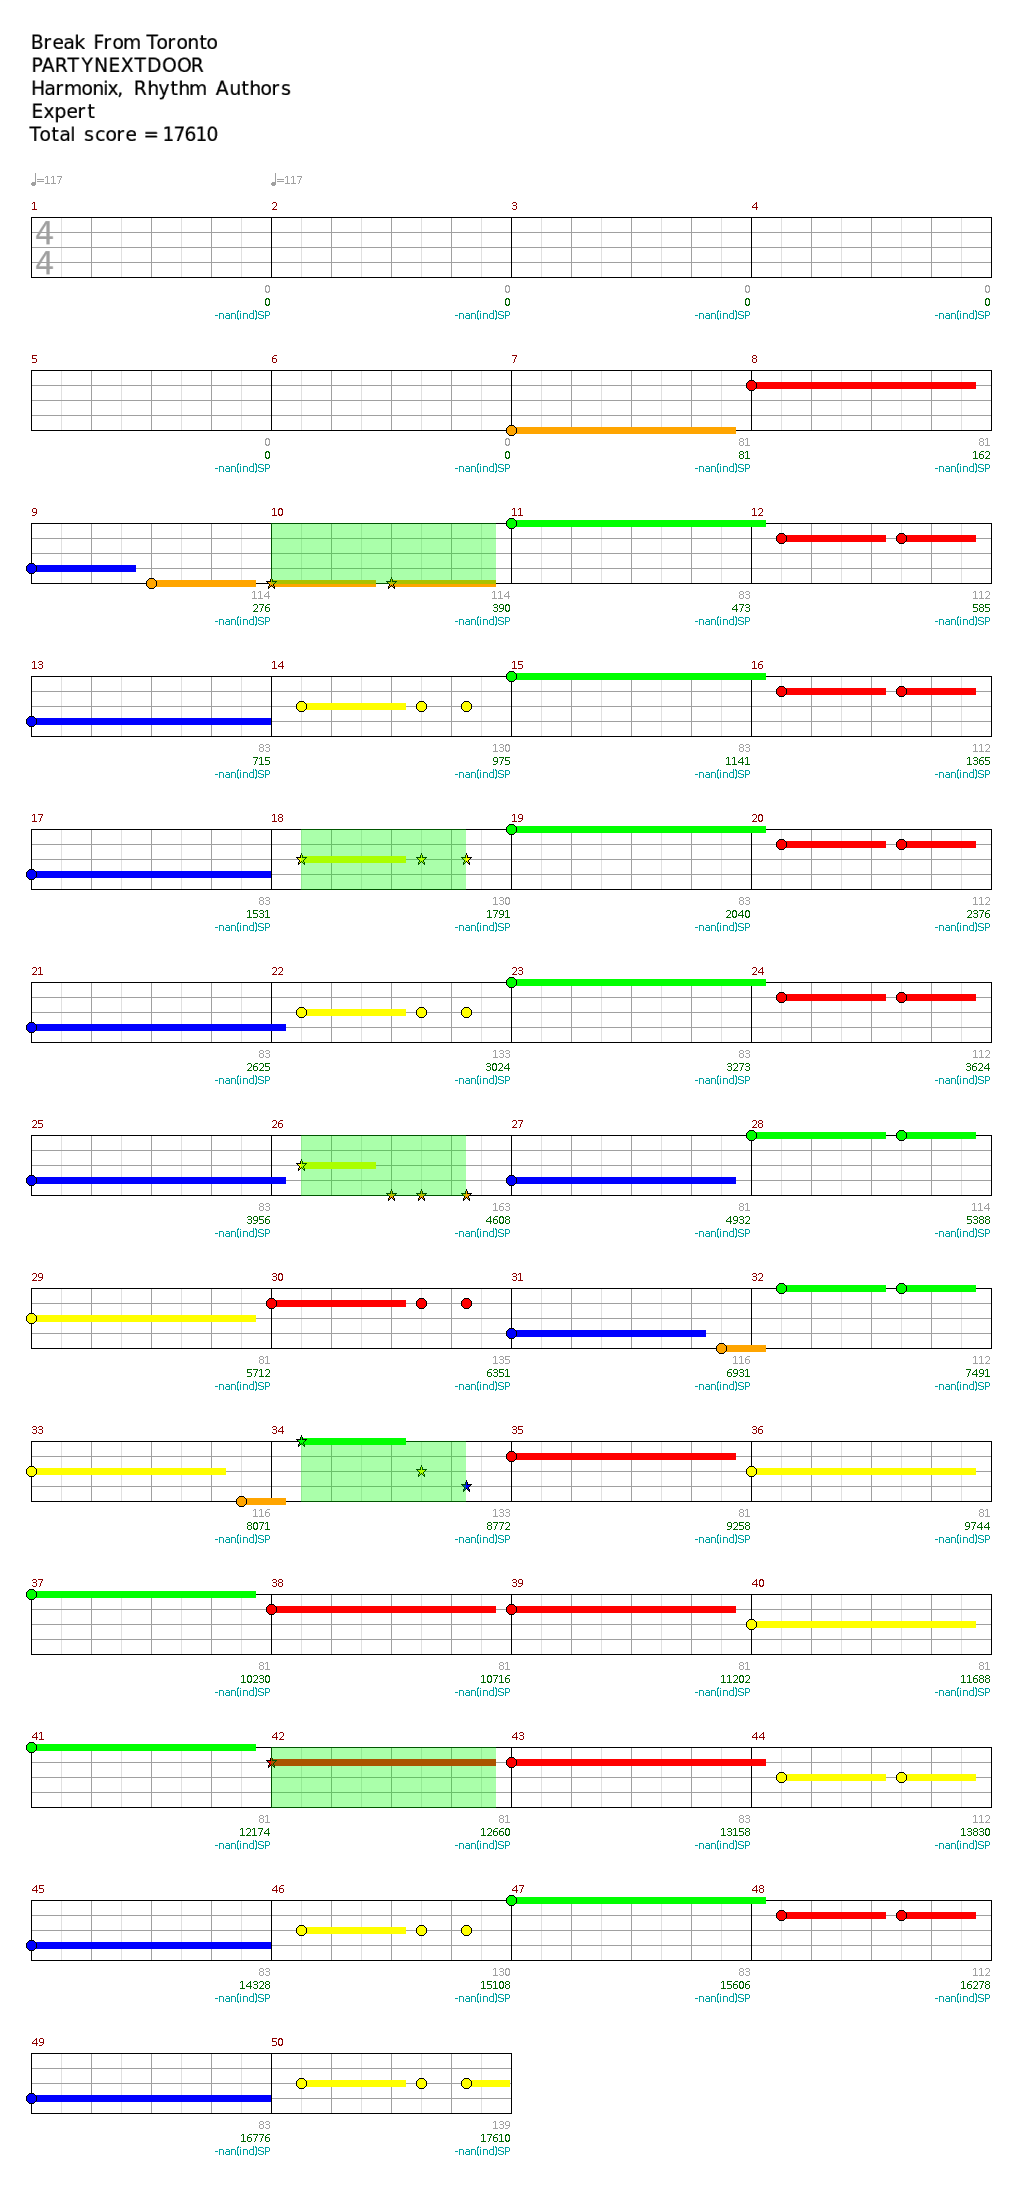 Break From Toronto
PARTYNEXTDOOR
Harmonix, Rhythm Authors
Expert
Total score = 17610
♩=117 ♩=117
1 2 3 4
4
4
0 0 0 0
0 0 0 0
-nan(ind)SP -nan(ind)SP -nan(ind)SP -nan(ind)SP
5 6 7 8
0 0 81 81
0 0 81 162
-nan(ind)SP -nan(ind)SP -nan(ind)SP -nan(ind)SP
9 10 11 12
114 114 83 112
276 390 473 585
-nan(ind)SP -nan(ind)SP -nan(ind)SP -nan(ind)SP
13 14 15 16
83 130 83 112
715 975 1141 1365
-nan(ind)SP -nan(ind)SP -nan(ind)SP -nan(ind)SP
17 18 19 20
83 130 83 112
1531 1791 2040 2376
-nan(ind)SP -nan(ind)SP -nan(ind)SP -nan(ind)SP
21 22 23 24
83 133 83 112
2625 3024 3273 3624
-nan(ind)SP -nan(ind)SP -nan(ind)SP -nan(ind)SP
25 26 27 28
83 163 81 114
3956 4608 4932 5388
-nan(ind)SP -nan(ind)SP -nan(ind)SP -nan(ind)SP
29 30 31 32
81 135 116 112
5712 6351 6931 7491
-nan(ind)SP -nan(ind)SP -nan(ind)SP -nan(ind)SP
33 34 35 36
116 133 81 81
8071 8772 9258 9744
-nan(ind)SP -nan(ind)SP -nan(ind)SP -nan(ind)SP
37 38 39 40
81 81 81 81
10230 10716 11202 11688
-nan(ind)SP -nan(ind)SP -nan(ind)SP -nan(ind)SP
41 42 43 44
81 81 83 112
12174 12660 13158 13830
-nan(ind)SP -nan(ind)SP -nan(ind)SP -nan(ind)SP
45 46 47 48
83 130 83 112
14328 15108 15606 16278
-nan(ind)SP -nan(ind)SP -nan(ind)SP -nan(ind)SP
49 50
83 139
16776 17610
-nan(ind)SP -nan(ind)SP